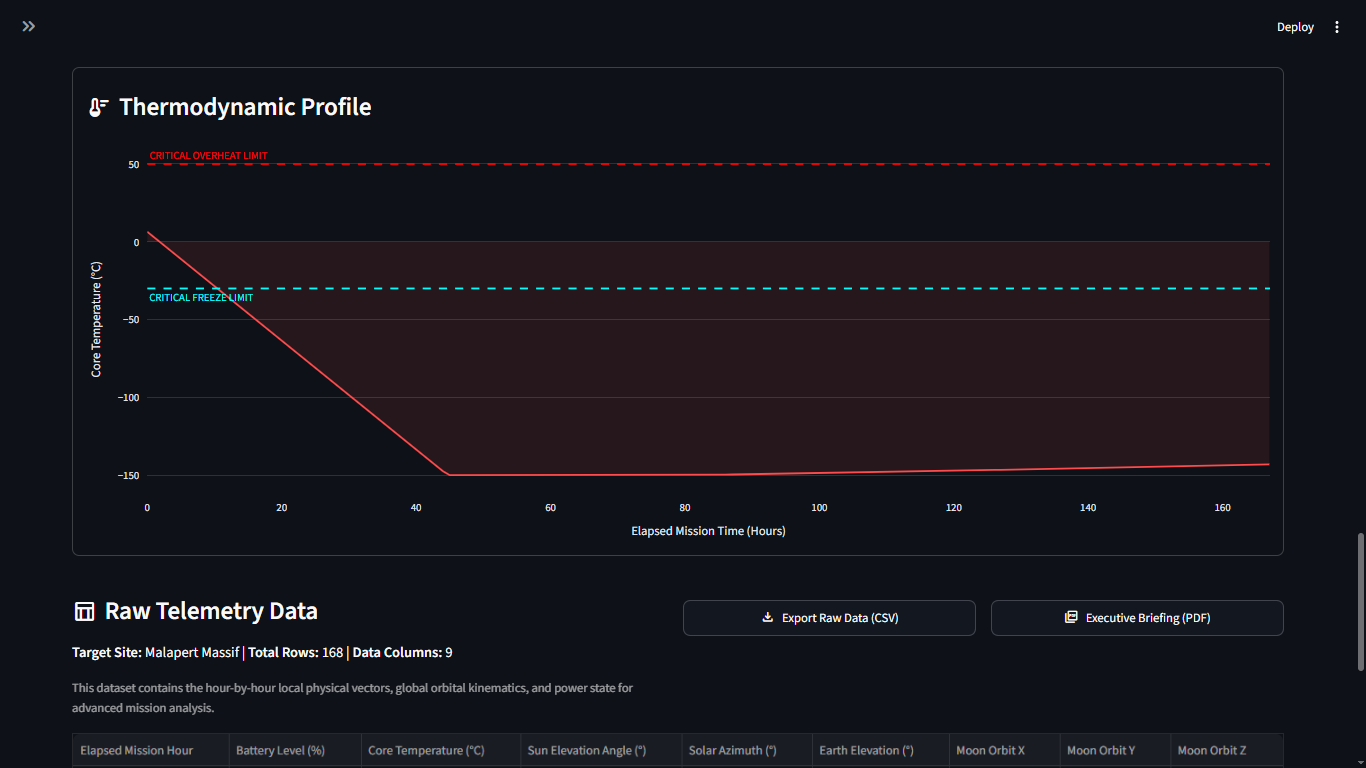 Deploy
Thermodynamic Profile
CRITICAL OVERHEAT LIMIT
50
0
CRITICAL FREEZE LIMIT
−50
−100
−150
Core Temperature (°C)
0 20 40 60 80 100 120 140 160
Elapsed Mission Time (Hours)
Raw Telemetry Data
Export Raw Data (CSV)
Executive Briefing (PDF)
Target Site: Malapert Massif | Total Rows: 168 | Data Columns: 9
This dataset contains the hour-by-hour local physical vectors, global orbital kinematics, and power state for
advanced mission analysis.
Elapsed Mission Hour Battery Level (%) Core Temperature (°C) Sun Elevation Angle (°) Solar Azimuth (°) Earth Elevation (°) Moon Orbit X Moon Orbit Y Moon Orbit Z